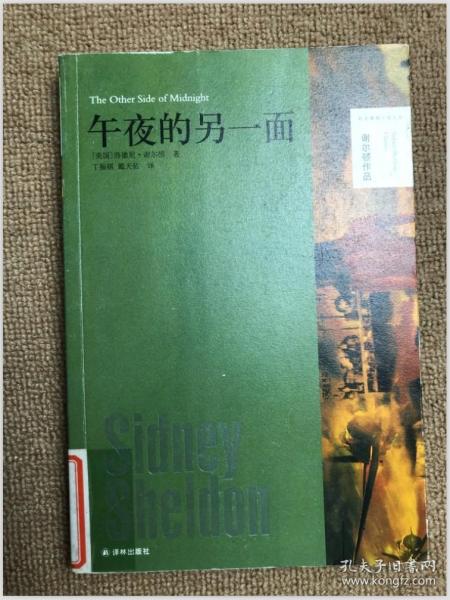 The Other Side of Midnight
午夜的另一面
[美国]西德尼·谢尔顿 著
丁振祺 戴天佑 译
谢尔顿作品
Sidney
Sheldon
译林出版社
孔夫子旧书网
www.kongfz.com